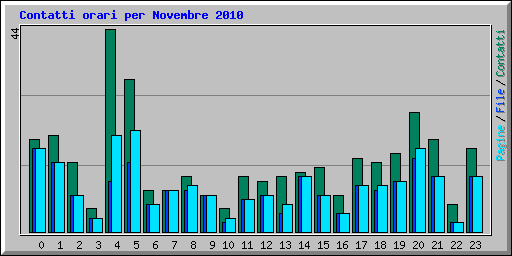 Contatti orari per Novembre 2010
44
Pagine/File/Contatti
0 1 2 3 4 5 6 7 8 9 10 11 12 13 14 15 16 17 18 19 20 21 22 23